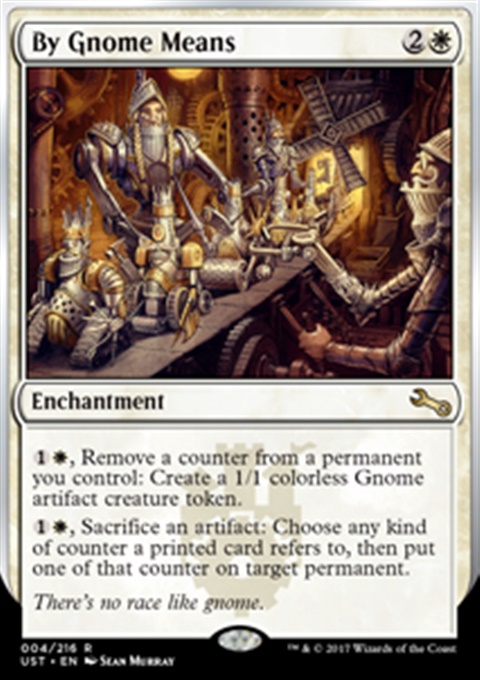 By Gnome Means 2
Enchantment
1 , Remove a counter from a permanent
you control: Create a 1/1 colorless Gnome
artifact creature token.
1 , Sacrifice an artifact: Choose any kind
of counter a printed card refers to, then put
one of that counter on target permanent.
There's no race like gnome.
004/216 R
™ & © 2017 Wizards of the Coast
UST • EN Sean Murray